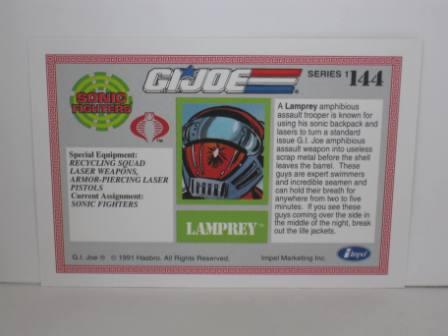 SONIC
FIGHTERS
G.I.JOE
SERIES 1 144
TM
Special Equipment:
RECYCLING SQUAD
LASER WEAPONS,
ARMOR-PIERCING LASER
PISTOLS
Current Assignment:
SONIC FIGHTERS
LAMPREY™
A Lamprey amphibious
assault trooper is known for
using his sonic backpack and
lasers to turn a standard
issue G.I. Joe amphibious
assault weapon into useless
scrap metal before the shell
leaves the barrel. These
guys are expert swimmers
and incredible seamen and
can hold their breath for
anywhere from two to five
minutes. If you see these
guys coming over the side in
the middle of the night, break
out the life jackets.
impel
G.I. Joe ® © 1991 Hasbro. All Rights Reserved.
Impel Marketing Inc.